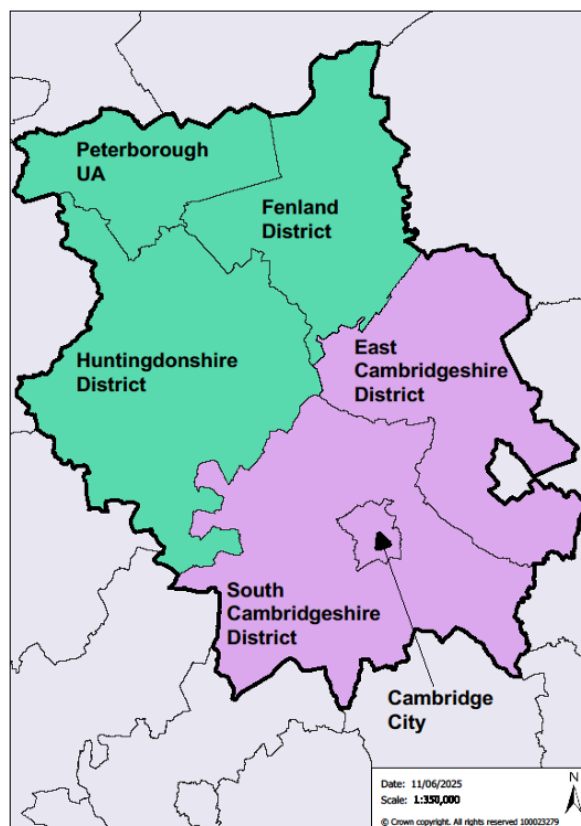 Peterborough
UA
Fenland
District
Huntingdonshire
District
East
Cambridgeshire
District
South
Cambridgeshire
District
Cambridge
City
Date: 11/06/2025
N
Scale: 1:350,000
© Crown copyright. All rights reserved 100023279